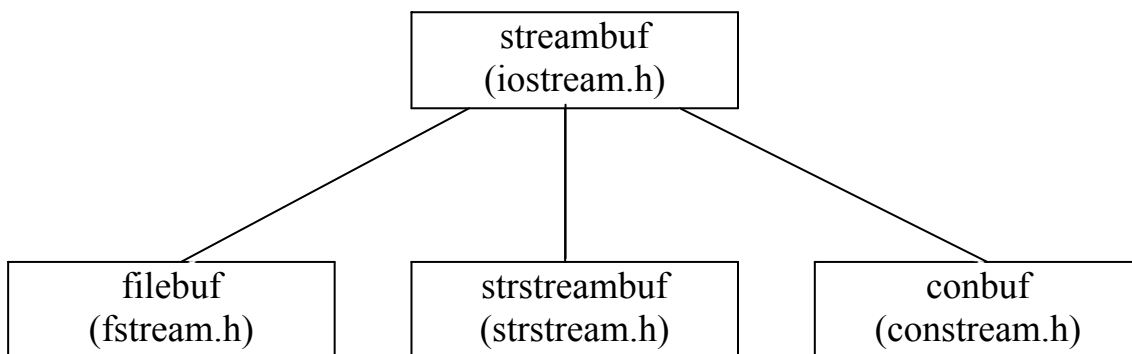 streambuf
(iostream.h)
filebuf
(fstream.h)
strstreambuf
(strstream.h)
conbuf
(constream.h)